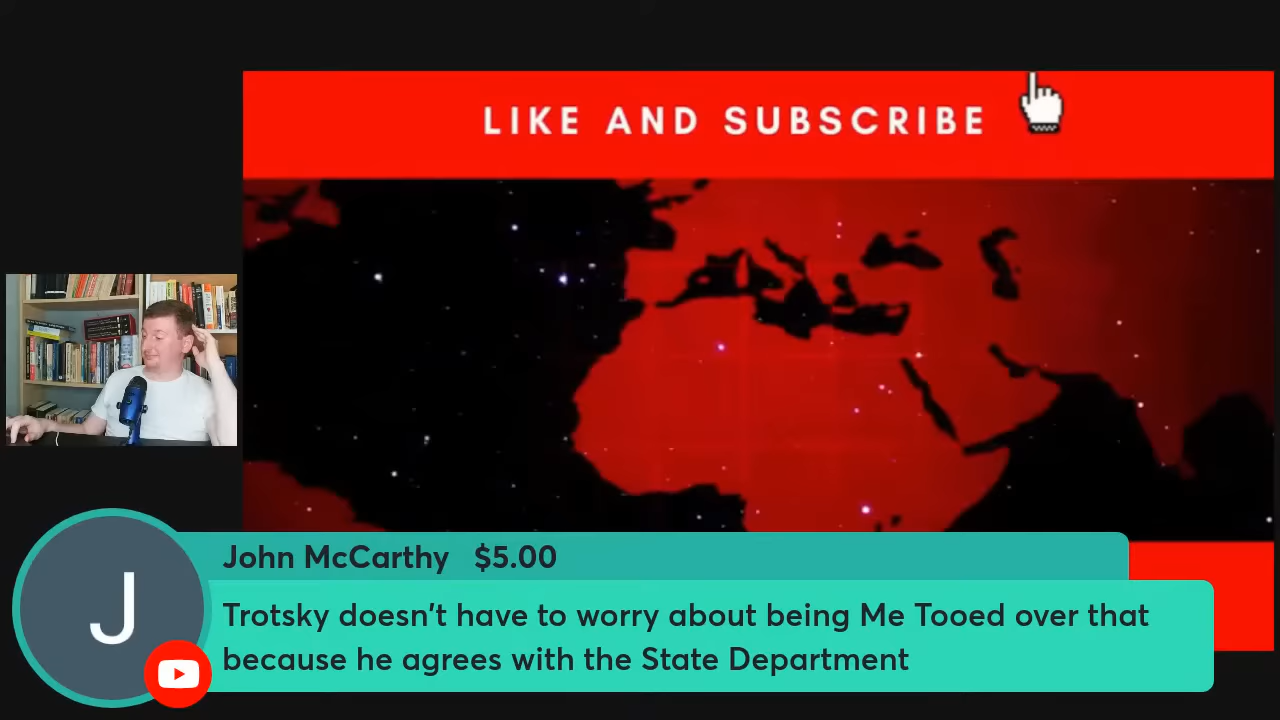 LIKE AND SUBSCRIBE
John McCarthy $5.00
J
Trotsky doesn't have to worry about being Me Tooed over that
because he agrees with the State Department